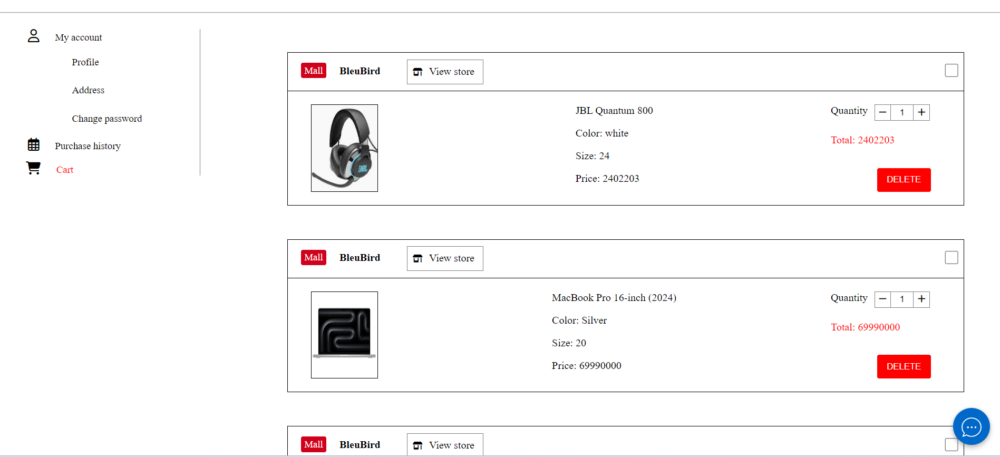 My account
Profile
Address
Change password
Purchase history
Cart
Mall BleuBird View store
JBL
JBL Quantum 800
Color: white
Size: 24
Price: 2402203
Quantity 1
Total: 2402203
DELETE
Mall BleuBird View store
MacBook Pro 16-inch (2024)
Color: Silver
Size: 20
Price: 69990000
Quantity 1
Total: 69990000
DELETE
Mall BleuBird View store